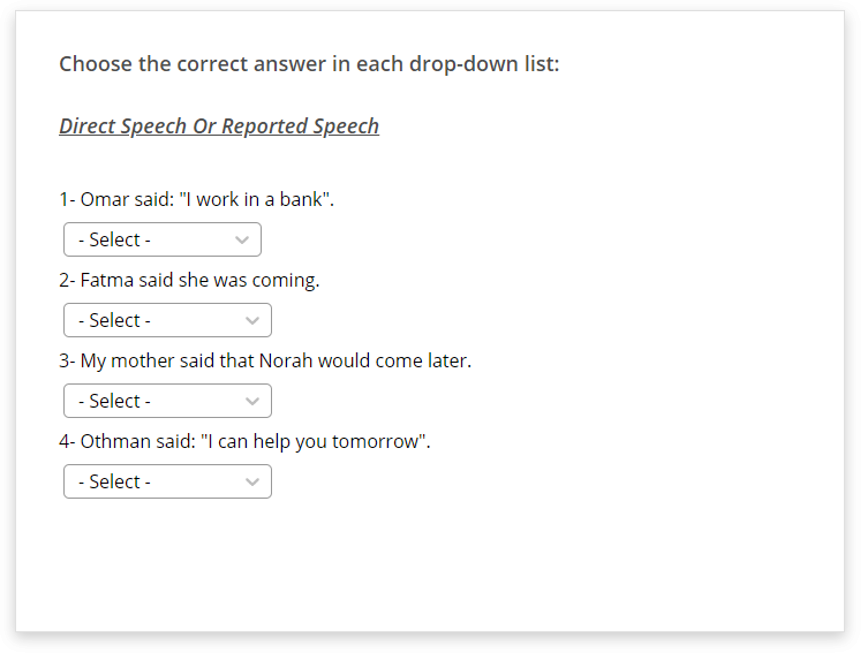 Choose the correct answer in each drop-down list:
Direct Speech Or Reported Speech
1- Omar said: "I work in a bank".
- Select -
2- Fatma said she was coming.
- Select -
3- My mother said that Norah would come later.
- Select -
4- Othman said: "I can help you tomorrow".
- Select -